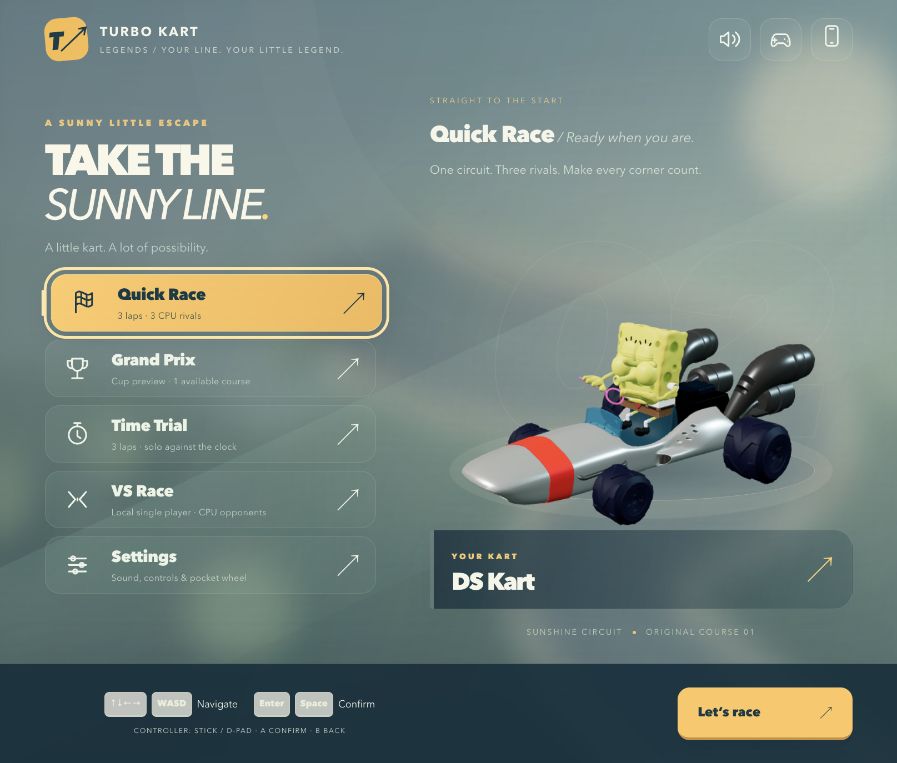 TURBO KART
LEGENDS / YOUR LINE. YOUR LITTLE LEGEND.
A SUNNY LITTLE ESCAPE
TAKE THE
SUNNY LINE.
A little kart. A lot of possibility.
Quick Race
3 laps · 3 CPU rivals
Grand Prix
Cup preview · 1 available course
Time Trial
3 laps · solo against the clock
VS Race
Local single player · CPU opponents
Settings
Sound, controls & pocket wheel
STRAIGHT TO THE START
Quick Race / Ready when you are.
One circuit. Three rivals. Make every corner count.
YOUR KART
DS Kart
SUNSHINE CIRCUIT • ORIGINAL COURSE 01
↑↓←→ WASD Navigate Enter Space Confirm
CONTROLLER: STICK / D-PAD · A CONFIRM · B BACK
Let's race